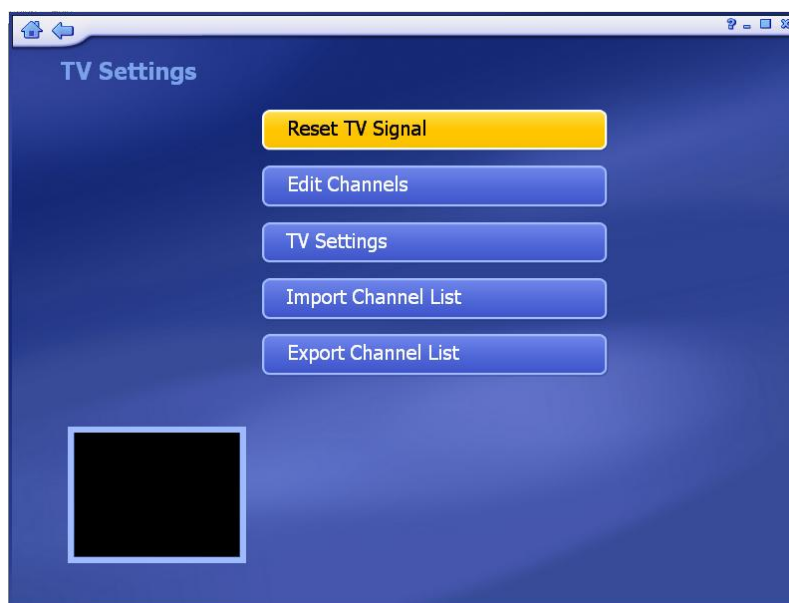 TV Settings
Reset TV Signal
Edit Channels
TV Settings
Import Channel List
Export Channel List